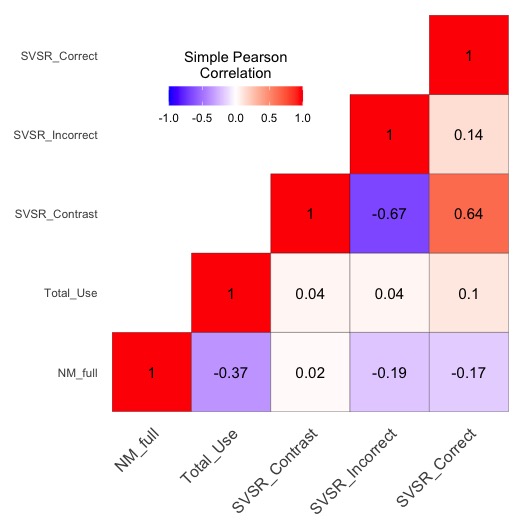 SVSR_Correct
Simple Pearson
Correlation
-1.0 -0.5 0.0 0.5 1.0
1
SVSR_Incorrect
1 0.14
SVSR_Contrast
1 -0.67 0.64
Total_Use
1 0.04 0.04 0.1
NM_full
1 -0.37 0.02 -0.19 -0.17
NM_full Total_Use SVSR_Contrast SVSR_Incorrect SVSR_Correct